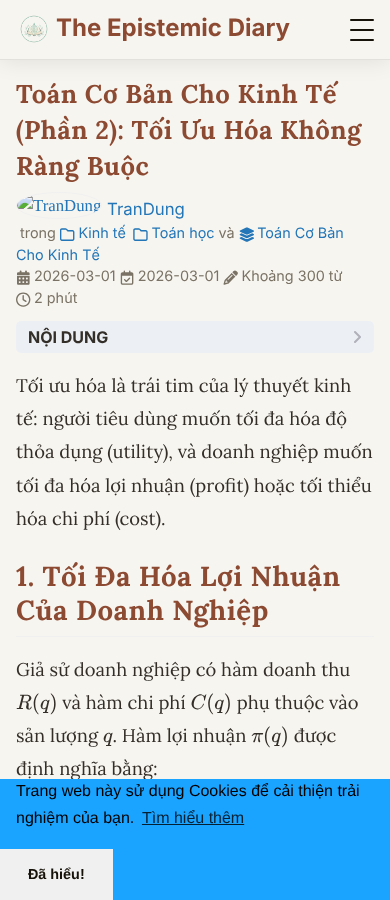 The Epistemic Diary
Toán Cơ Bản Cho Kinh Tế
(Phần 2): Tối Ưu Hóa Không
Ràng Buộc
TranDung TranDung
trong Kinh tế Toán học và Toán Cơ Bản
Cho Kinh Tế
2026-03-01 2026-03-01 Khoảng 300 từ
2 phút
NỘI DUNG
Tối ưu hóa là trái tim của lý thuyết kinh
tế: người tiêu dùng muốn tối đa hóa độ
thỏa dụng (utility), và doanh nghiệp muốn
tối đa hóa lợi nhuận (profit) hoặc tối thiểu
hóa chi phí (cost).
1. Tối Đa Hóa Lợi Nhuận
Của Doanh Nghiệp
Giả sử doanh nghiệp có hàm doanh thu
R(q) và hàm chi phí C(q) phụ thuộc vào
sản lượng q. Hàm lợi nhuận π(q) được
định nghĩa bằng:
Trang web này sử dụng Cookies để cải thiện trải
nghiệm của bạn. Tìm hiểu thêm
Đã hiểu!